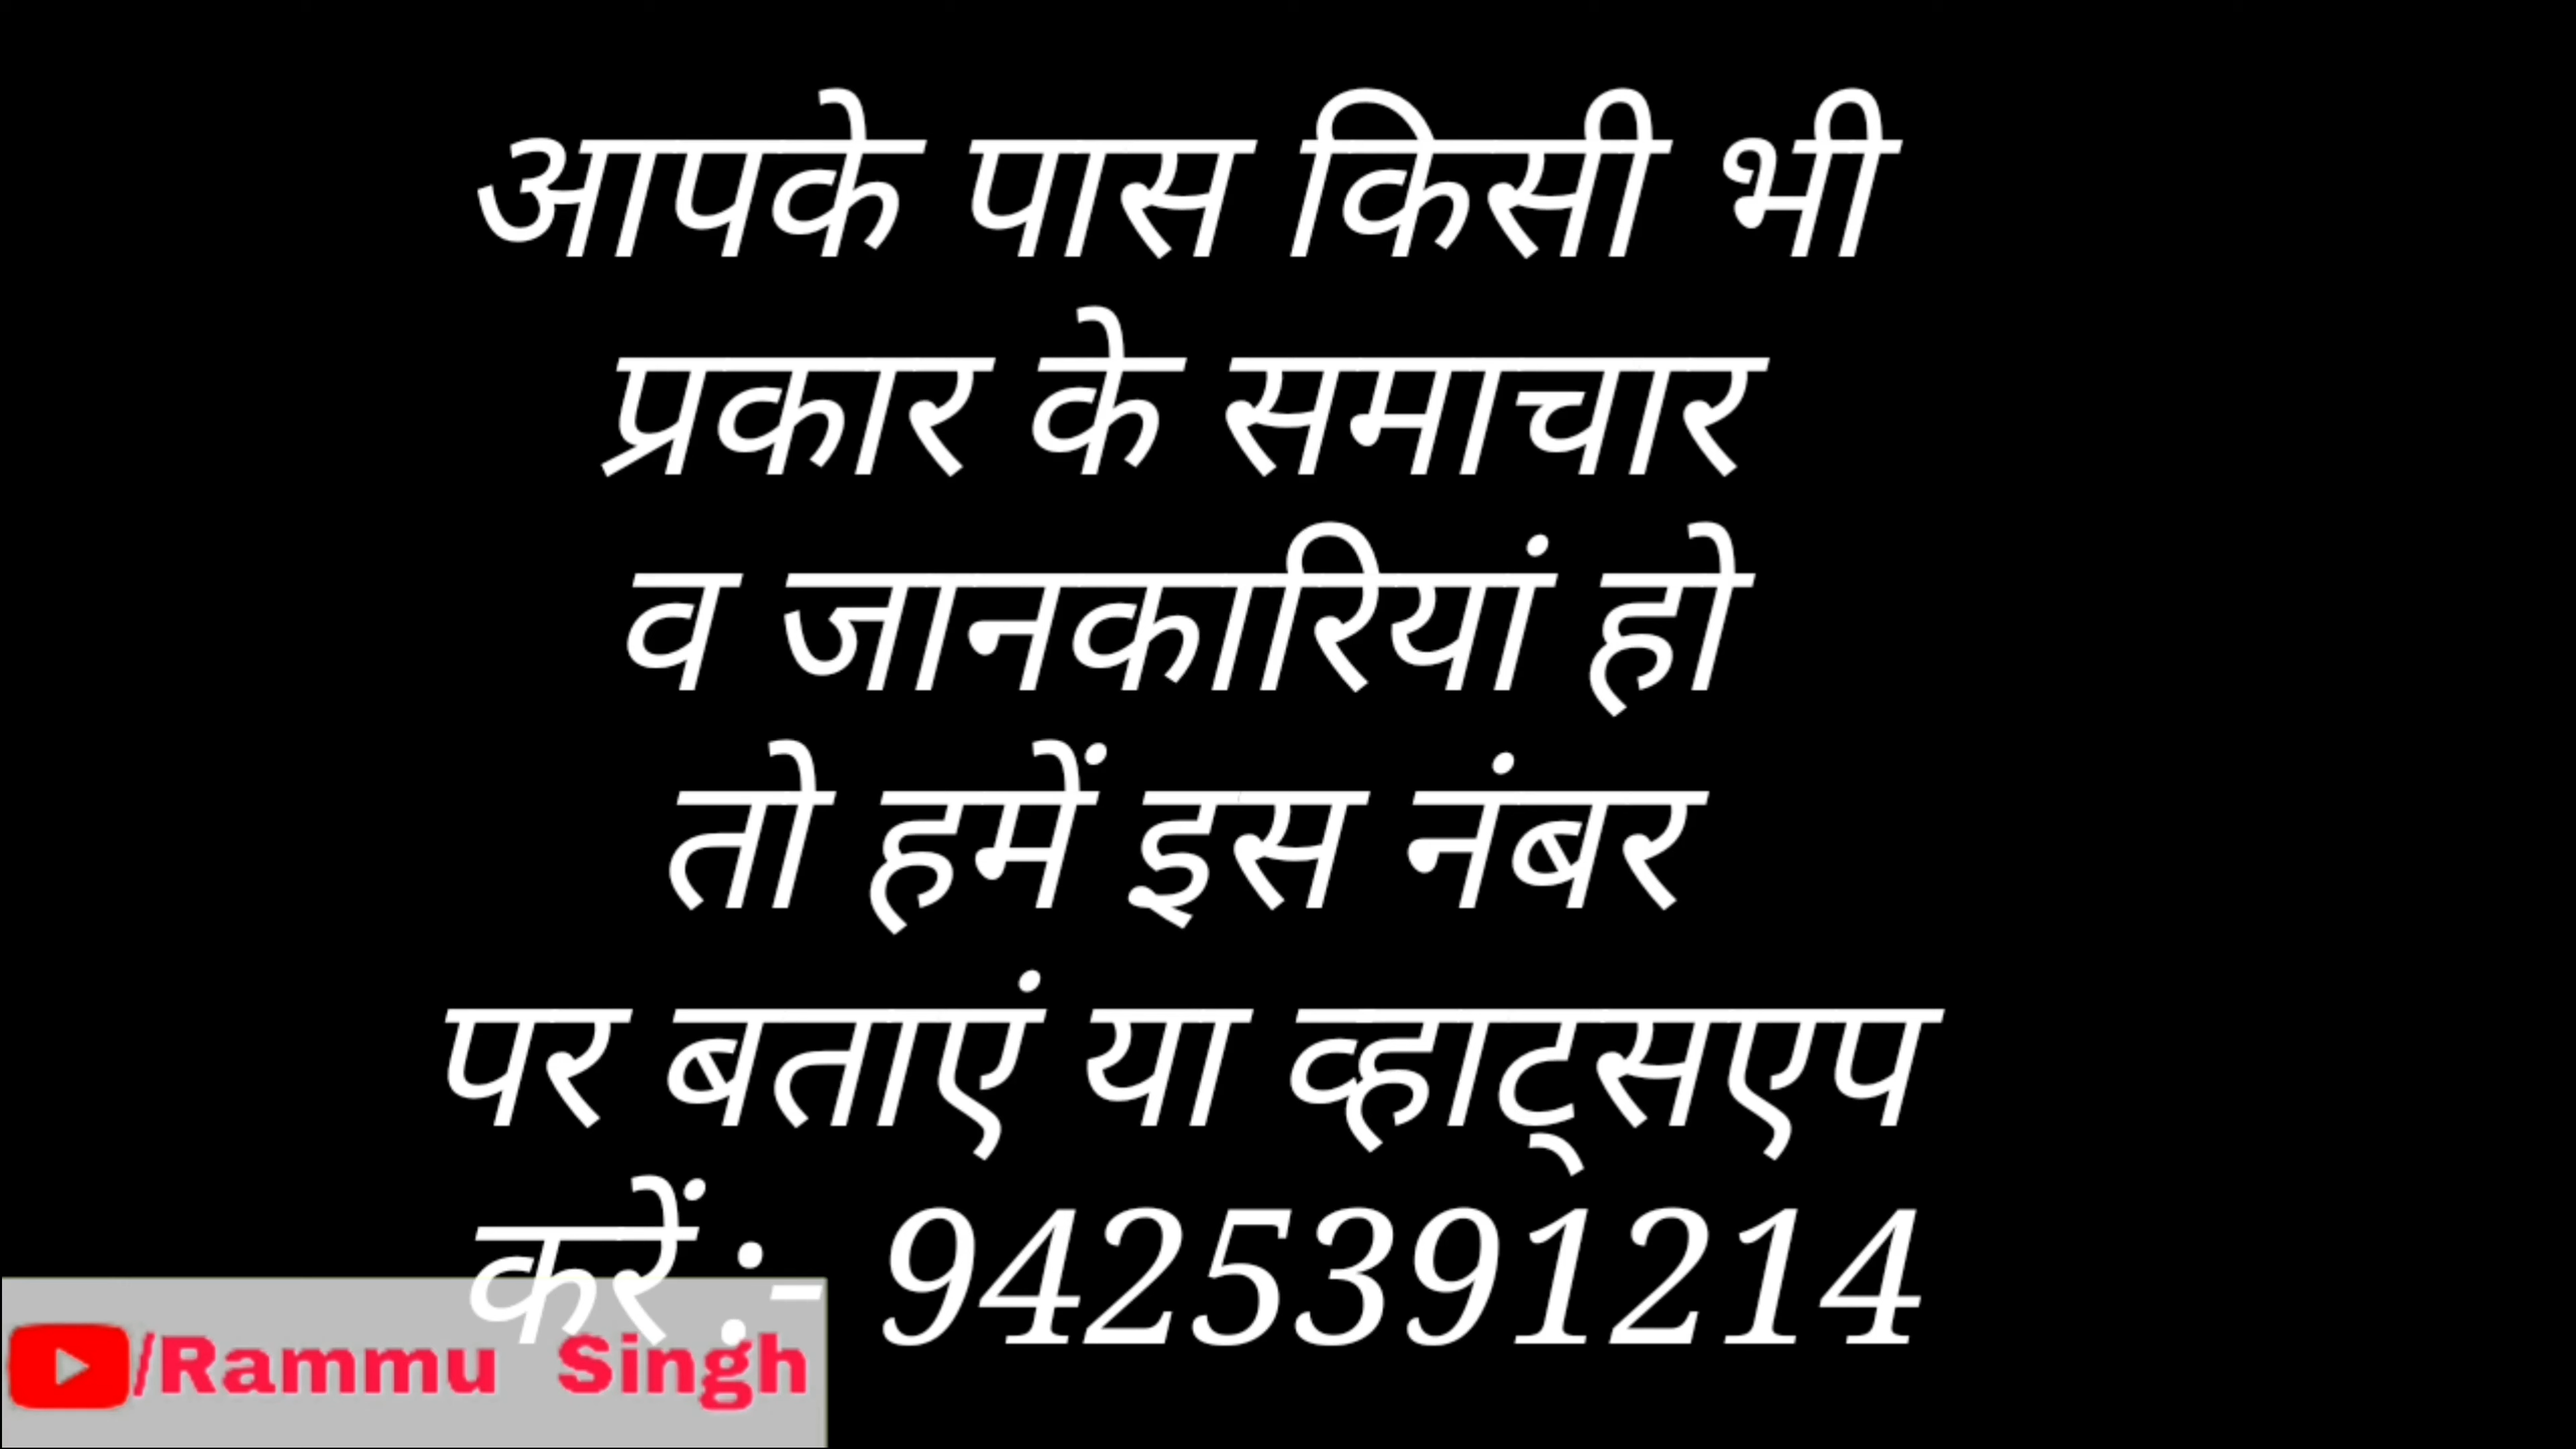 आपके पास किसी भी
प्रकार के समाचार
व जानकारियां हो
तो हमें इस नंबर
पर बताएं या व्हाट्सएप
करें :- 9425391214
/Rammu Singh